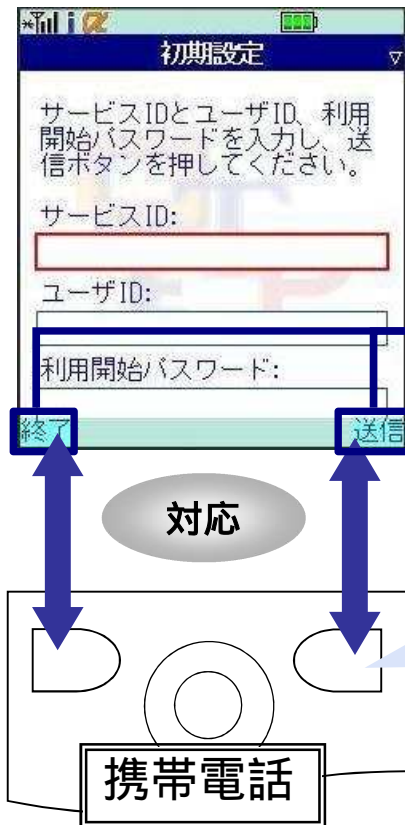 初期設定
サービスIDとユーザID、利用
開始パスワードを入力し、送
信ボタンを押してください。
サービスID:
ユーザID:
利用開始パスワード:
終了 送信
対応
携帯電話